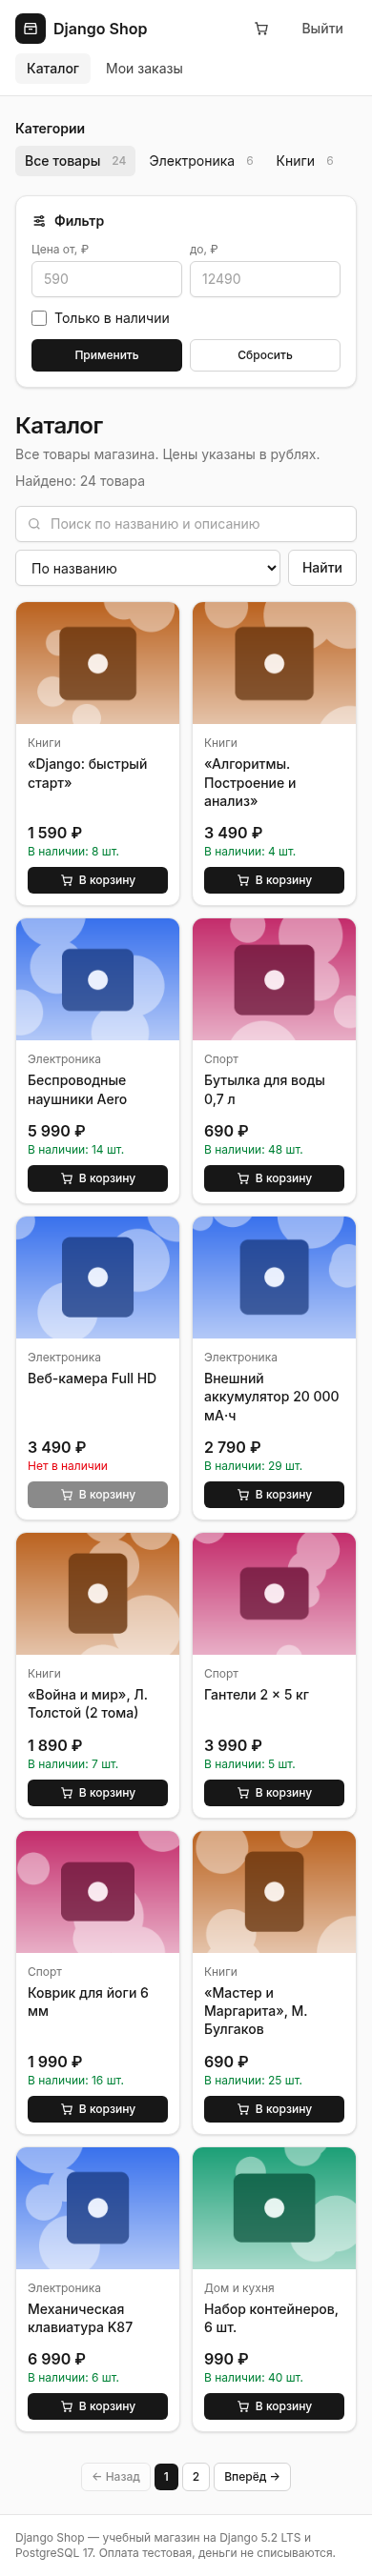 Django Shop
Выйти
Каталог Мои заказы
Категории
Все товары 24 Электроника 6 Книги 6
Фильтр
Цена от, ₽ до, ₽
590 12490
Только в наличии
Применить Сбросить
Каталог
Все товары магазина. Цены указаны в рублях.
Найдено: 24 товара
Поиск по названию и описанию
По названию Найти
Книги
«Django: быстрый
старт»
1 590 ₽
В наличии: 8 шт.
В корзину
Книги
«Алгоритмы.
Построение и
анализ»
3 490 ₽
В наличии: 4 шт.
В корзину
Электроника
Беспроводные
наушники Aero
5 990 ₽
В наличии: 14 шт.
В корзину
Спорт
Бутылка для воды
0,7 л
690 ₽
В наличии: 48 шт.
В корзину
Электроника
Веб-камера Full HD
3 490 ₽
Нет в наличии
В корзину
Электроника
Внешний
аккумулятор 20 000
мА·ч
2 790 ₽
В наличии: 29 шт.
В корзину
Книги
«Война и мир», Л.
Толстой (2 тома)
1 890 ₽
В наличии: 7 шт.
В корзину
Спорт
Гантели 2 × 5 кг
3 990 ₽
В наличии: 5 шт.
В корзину
Спорт
Коврик для йоги 6
мм
1 990 ₽
В наличии: 16 шт.
В корзину
Книги
«Мастер и
Маргарита», М.
Булгаков
690 ₽
В наличии: 25 шт.
В корзину
Электроника
Механическая
клавиатура K87
6 990 ₽
В наличии: 6 шт.
В корзину
Дом и кухня
Набор контейнеров,
6 шт.
990 ₽
В наличии: 40 шт.
В корзину
← Назад 1 2 Вперёд →
Django Shop — учебный магазин на Django 5.2 LTS и
PostgreSQL 17. Оплата тестовая, деньги не списываются.